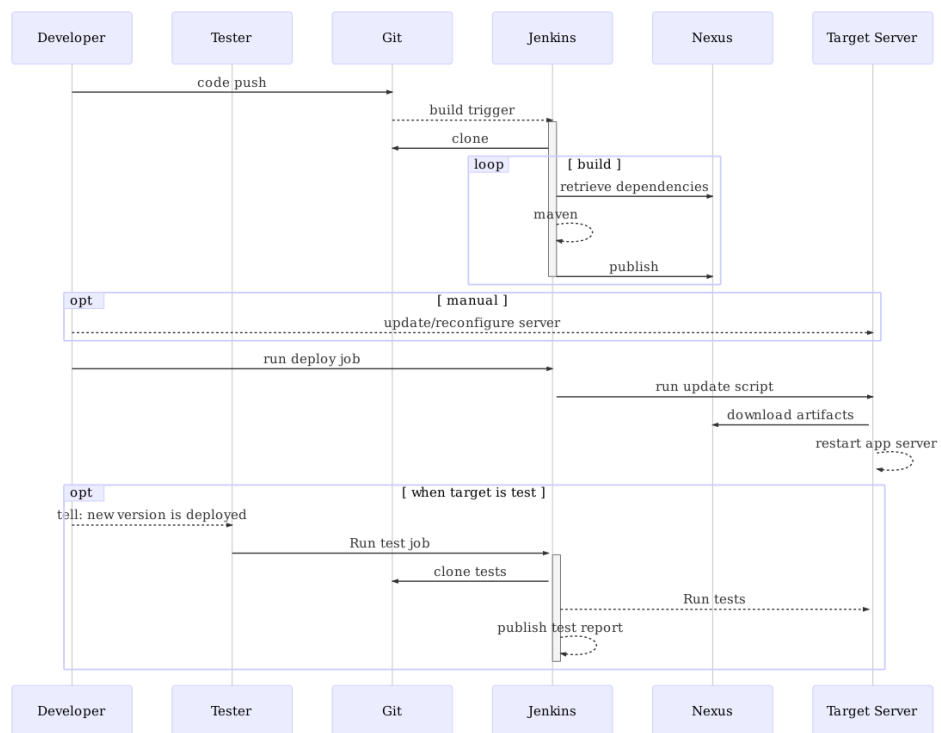 Developer Tester Git Jenkins Nexus Target Server
code push
build trigger
clone
loop [ build ]
retrieve dependencies
maven
publish
opt [ manual ]
update/reconfigure server
run deploy job
run update script
download artifacts
restart app server
opt [ when target is test ]
tell: new version is deployed
Run test job
clone tests
Run tests
publish test report
Developer Tester Git Jenkins Nexus Target Server